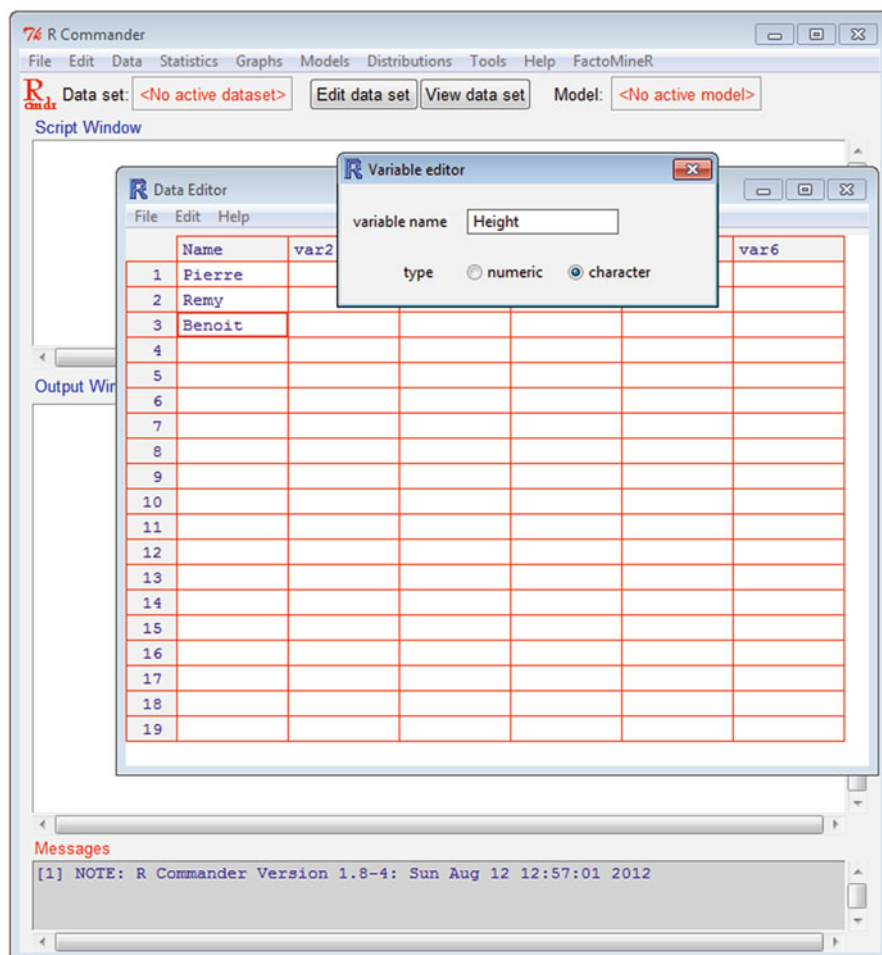 R Commander
File Edit Data Statistics Graphs Models Distributions Tools Help FactoMineR
R cmdr Data set: <No active dataset> Edit data set View data set Model: <No active model>
Script Window
Data Editor
File Edit Help
Variable editor
variable name Height
type numeric character
Name var2 var6
1 Pierre
2 Remy
3 Benoit
4
5
6
7
8
9
10
11
12
13
14
15
16
17
18
19
Output Win
Messages
[1] NOTE: R Commander Version 1.8-4: Sun Aug 12 12:57:01 2012